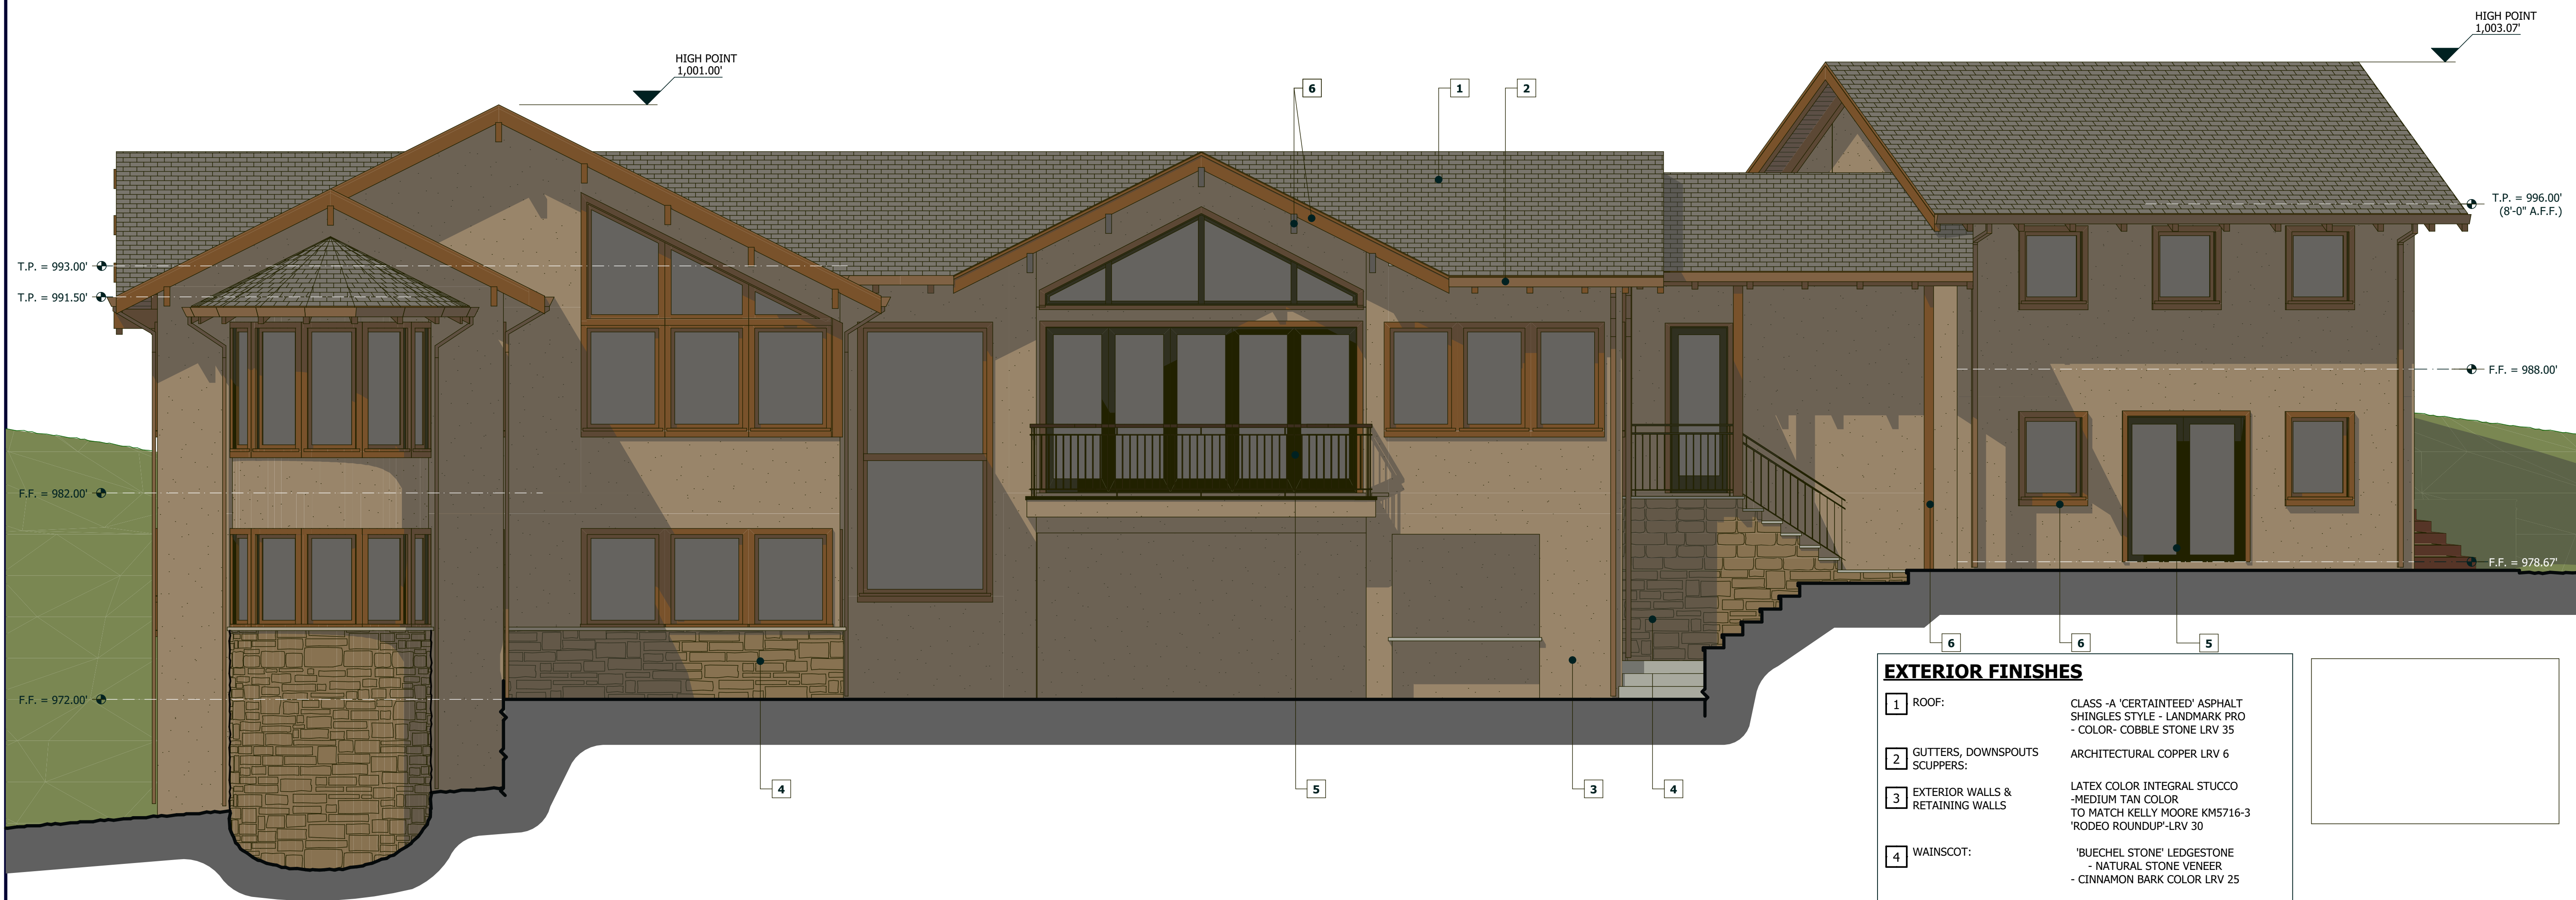 HIGH POINT
1,003.07'
HIGH POINT
1,001.00'
6
1
2
T.P. = 996.00'
(8'-0" A.F.F.)
T.P. = 993.00'
T.P. = 991.50'
F.F. = 988.00'
F.F. = 982.00'
F.F. = 978.67'
6
6
5
F.F. = 972.00'
4
5
3
4
EXTERIOR FINISHES
1 ROOF: CLASS -A 'CERTAINTEED' ASPHALT
SHINGLES STYLE - LANDMARK PRO
- COLOR- COBBLE STONE LRV 35
2 GUTTERS, DOWNSPOUTS ARCHITECTURAL COPPER LRV 6
SCUPPERS:
3 EXTERIOR WALLS & LATEX COLOR INTEGRAL STUCCO
RETAINING WALLS -MEDIUM TAN COLOR
TO MATCH KELLY MOORE KM5716-3
'RODEO ROUNDUP'-LRV 30
4 WAINSCOT: 'BUECHEL STONE' LEDGESTONE
- NATURAL STONE VENEER
- CINNAMON BARK COLOR LRV 25